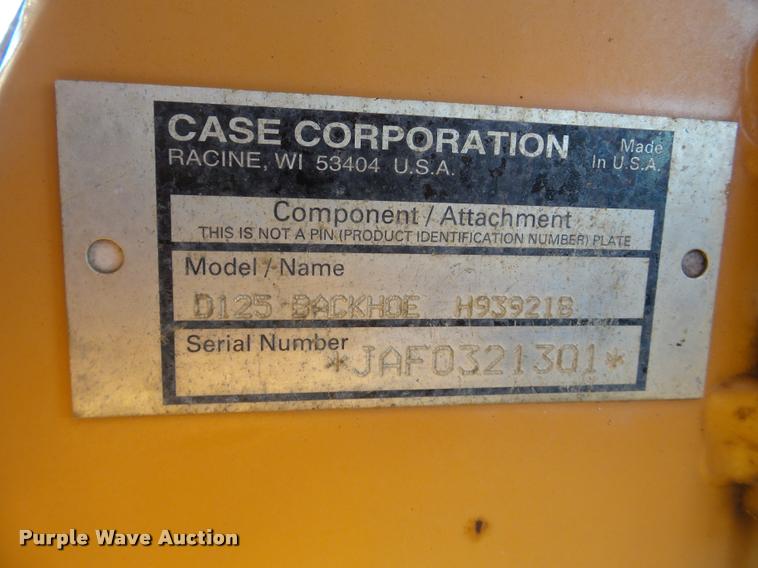 CASE CORPORATION
RACINE, WI 53404 U.S.A.
Made
In U.S.A.
Component / Attachment
THIS IS NOT A PIN (PRODUCT IDENTIFICATION NUMBER) PLATE
Model / Name
D125 BACKHOE H939218
Serial Number
*JAF0321301*
Purple Wave Auction